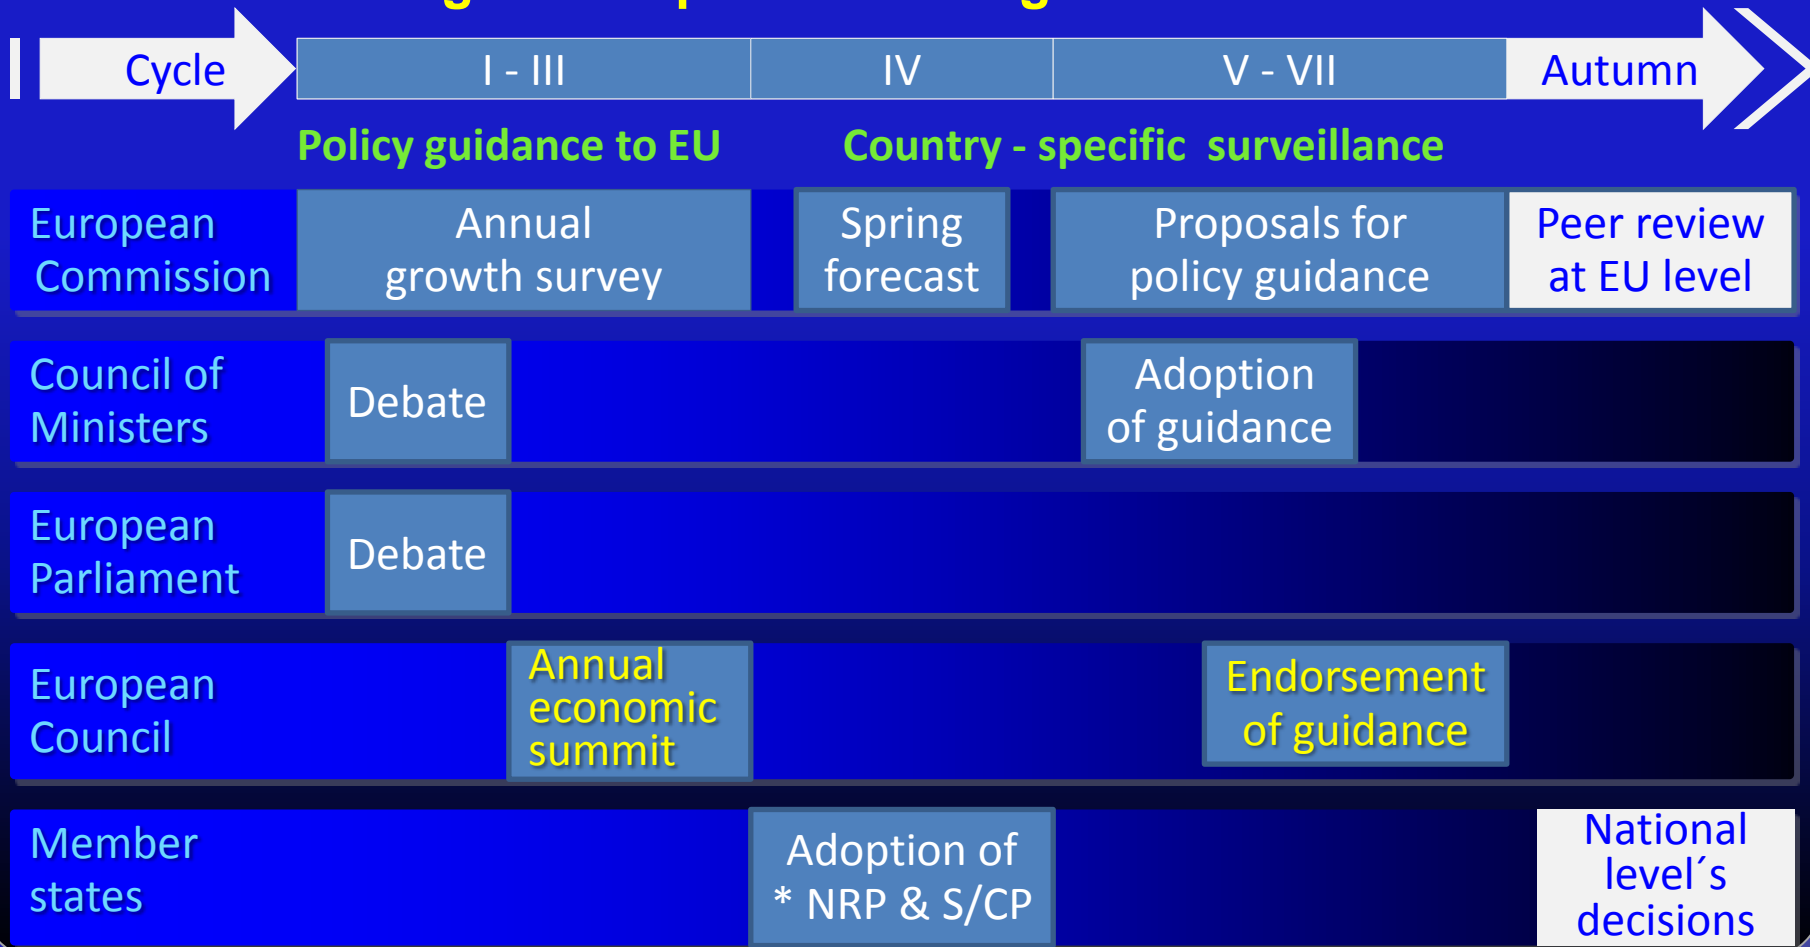 Cycle
I - III
IV
V - VII
Autumn
Policy guidance to EU
Country - specific surveillance
European
Commission
Annual
growth survey
Spring
forecast
Proposals for
policy guidance
Peer review
at EU level
Council of
Ministers
Debate
Adoption
of guidance
European
Parliament
Debate
European
Council
Annual
economic
summit
Endorsement
of guidance
Member
states
Adoption of
* NRP & S/CP
National
level´s
decisions